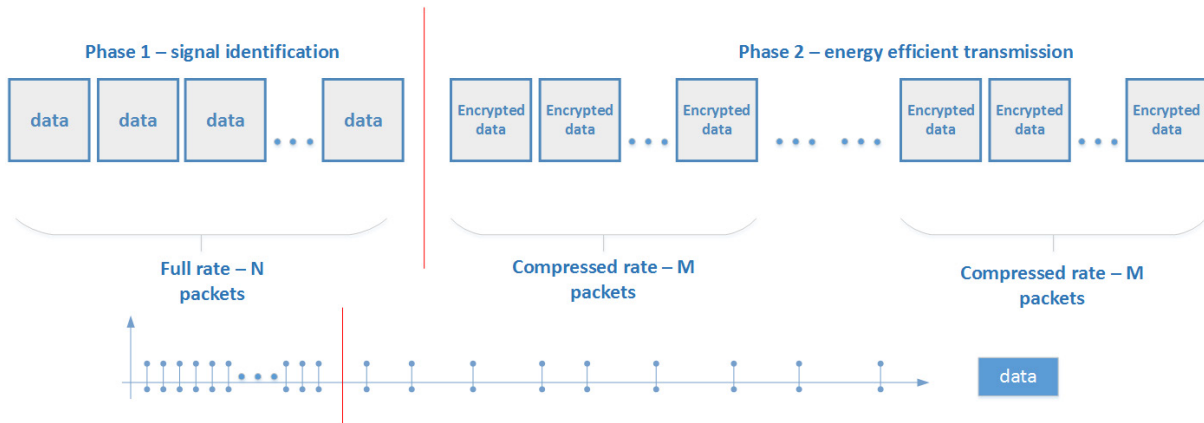 Phase 1 – signal identification
Phase 2 – energy efficient transmission
data
data
data
data
Encrypted
data
Encrypted
data
Encrypted
data
Encrypted
data
Encrypted
data
Encrypted
data
Full rate – N
packets
Compressed rate – M
packets
Compressed rate – M
packets
data